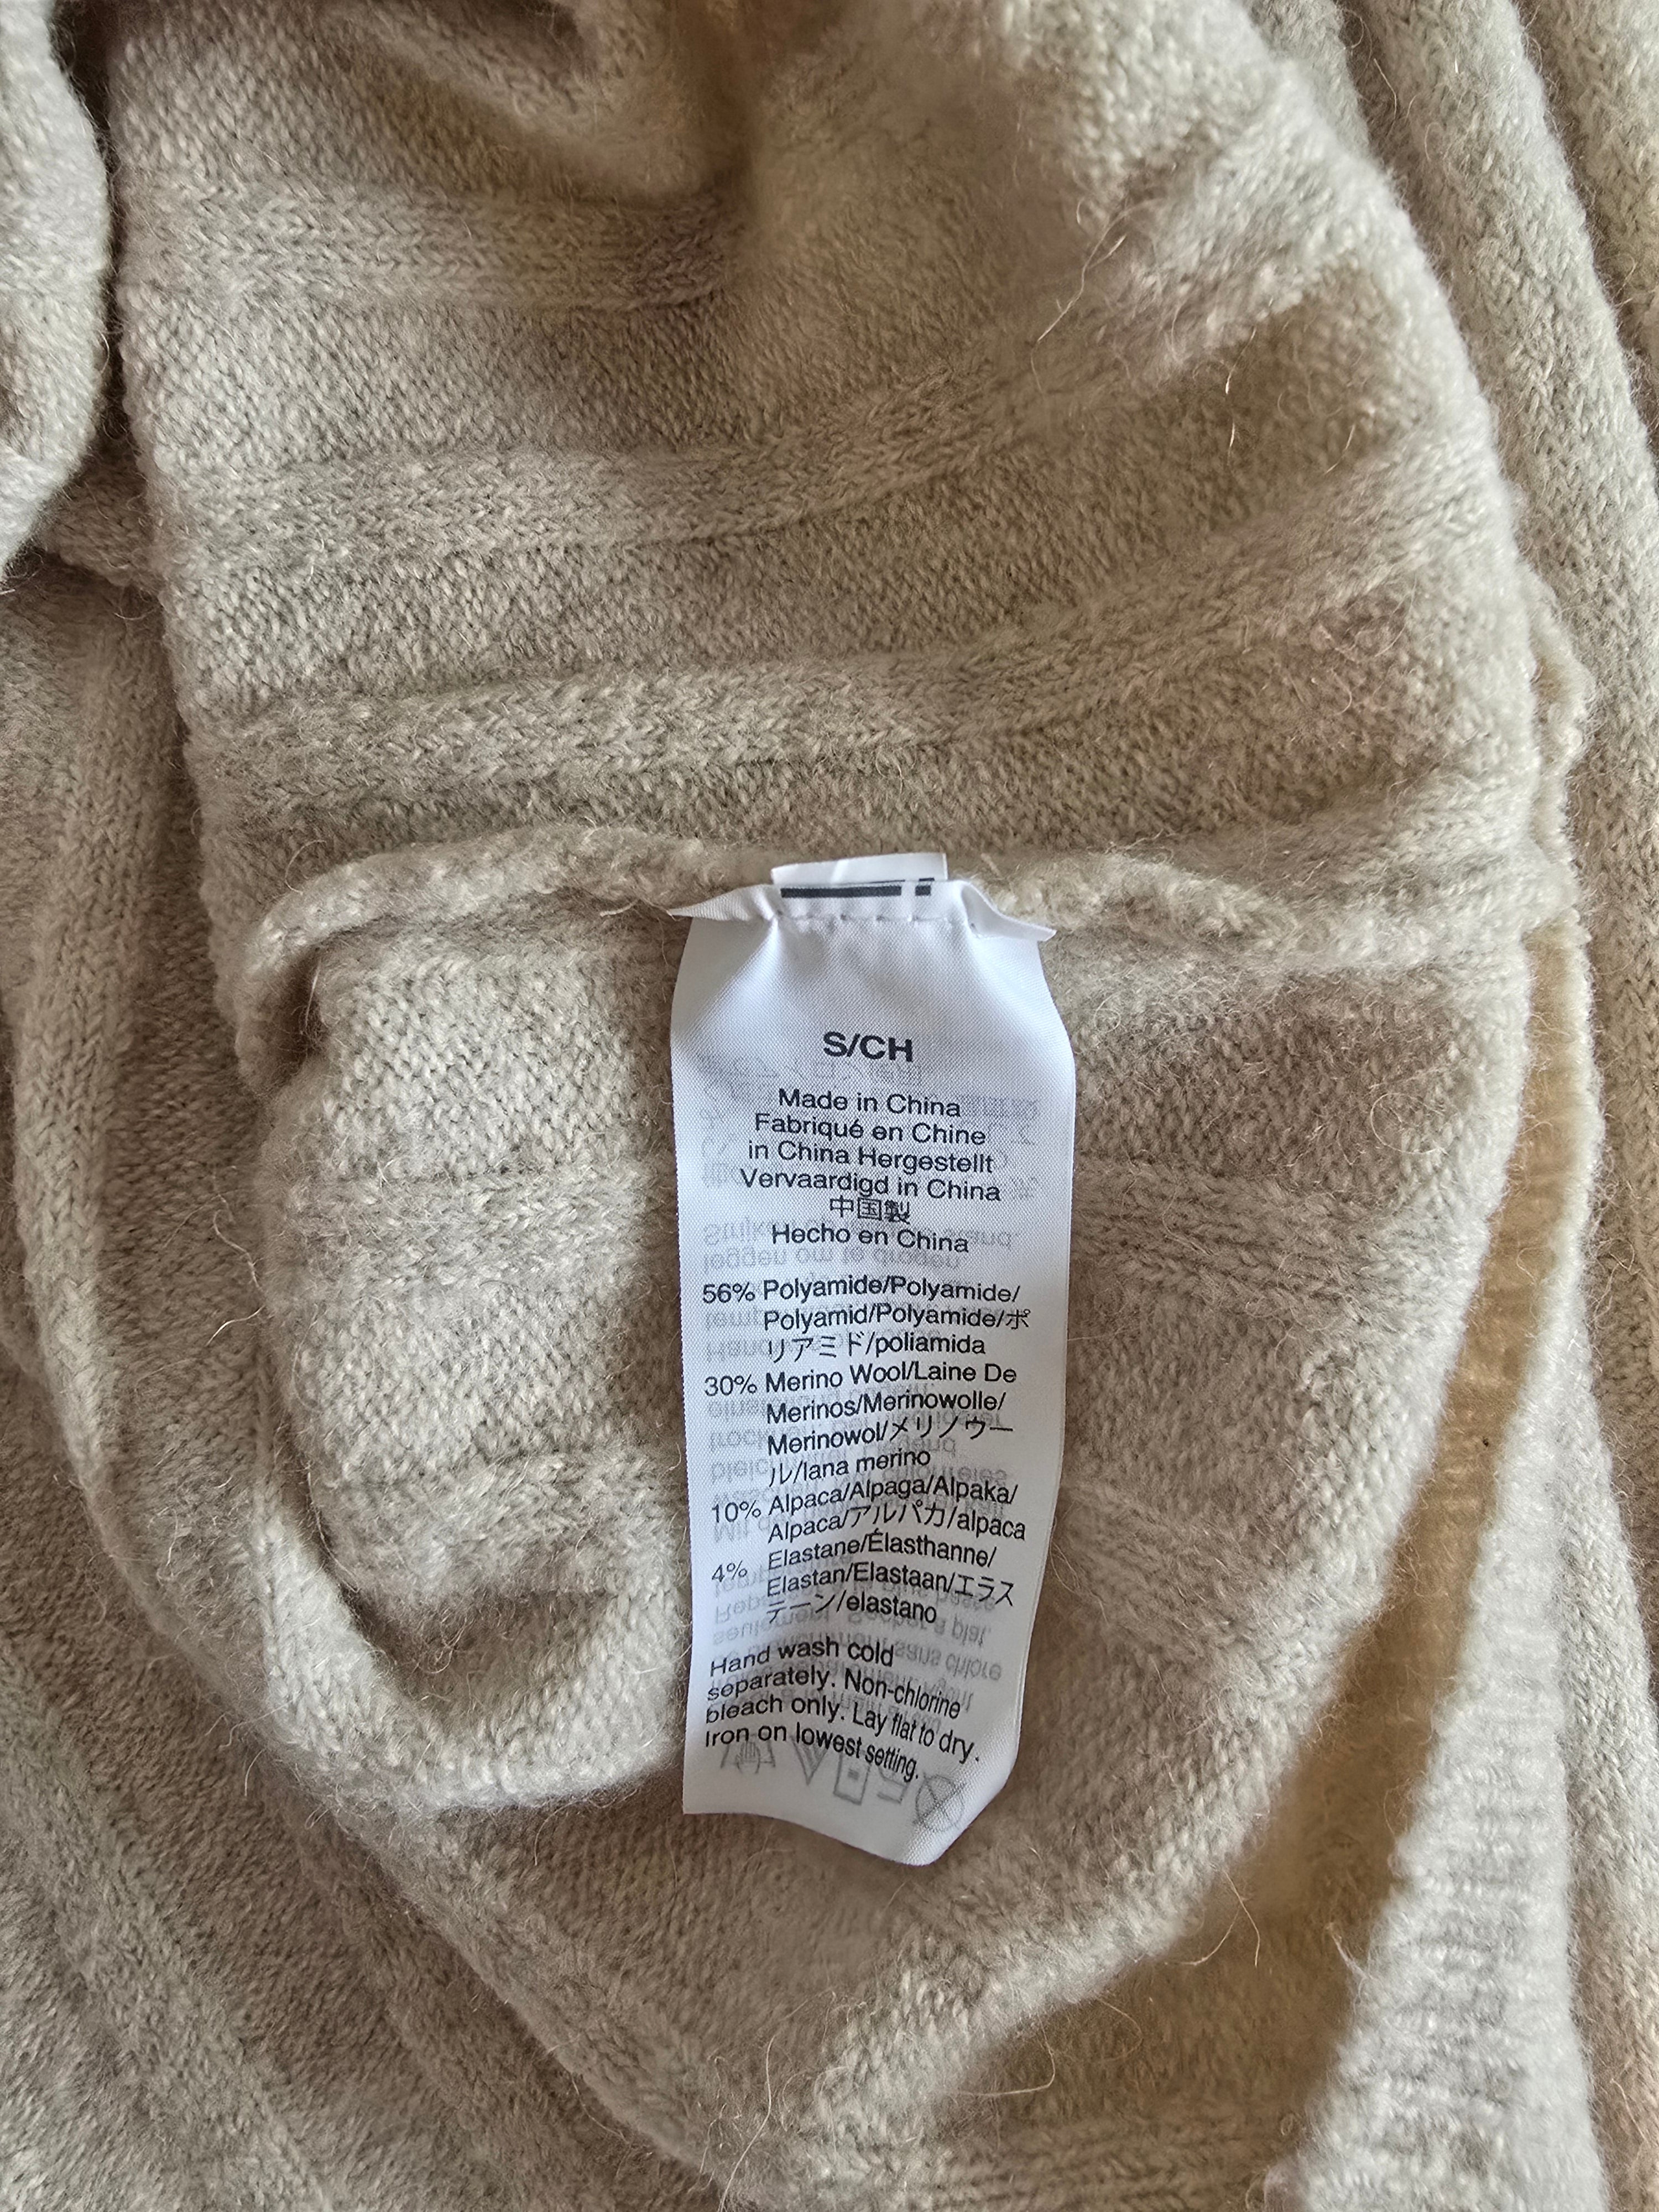 S/CH
Made in China
Fabriqué en Chine
in China Hergestellt
Vervaardigd in China
中国製
Hecho en China
56% Polyamide/Polyamide/
Polyamid/Polyamide/ポ
リアミド/poliamida
30% Merino Wool/Laine De
Merinos/Merinowolle/
Merinowol/メリノウー
ル/lana merino
10% Alpaca/Alpaga/Alpaka/
Alpaca/アルパカ/alpaca
4% Elastane/Élasthanne/
Elastan/Elastaan/エラス
テーン/elastano
Hand wash cold
separately. Non-chlorine
bleach only. Lay flat to dry.
Iron on lowest setting.